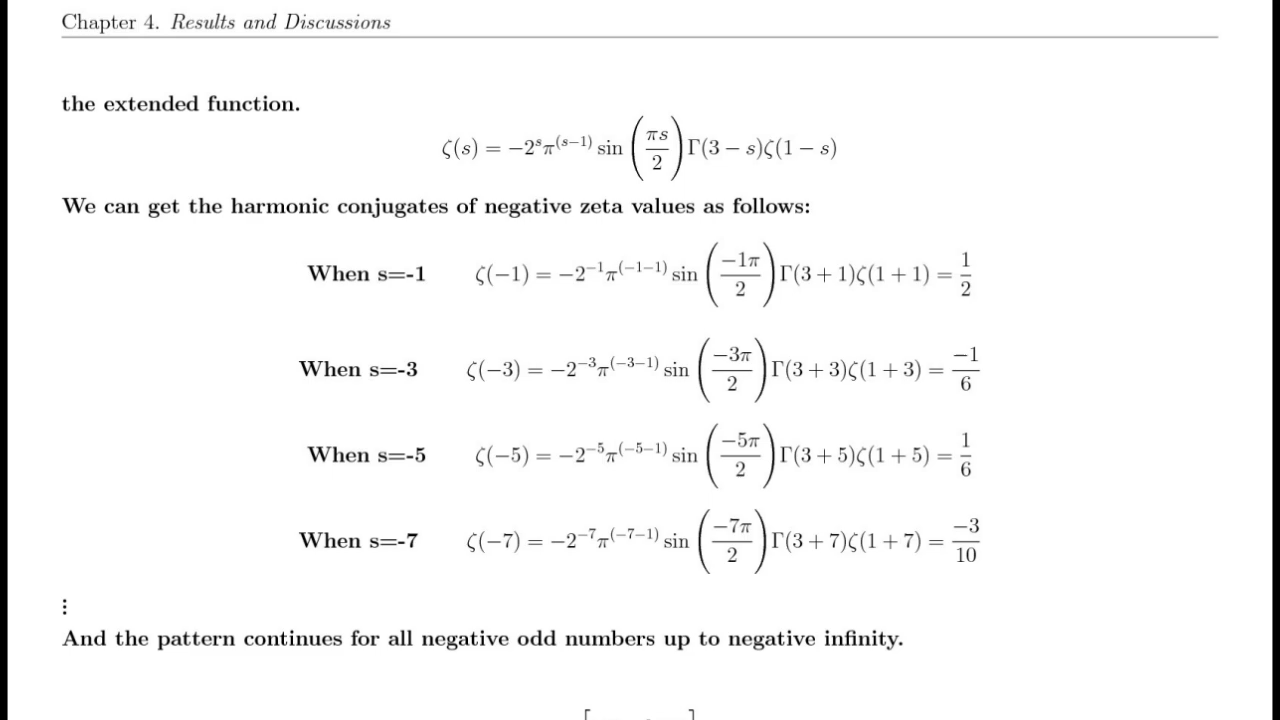 Chapter 4. Results and Discussions
the extended function.
ζ(s) = −2^s π^(s−1) sin (πs/2) Γ(3 − s)ζ(1 − s)
We can get the harmonic conjugates of negative zeta values as follows:
When s=-1 ζ(−1) = −2^−1 π^(−1−1) sin (−1π/2) Γ(3 + 1)ζ(1 + 1) = 1/2
When s=-3 ζ(−3) = −2^−3 π^(−3−1) sin (−3π/2) Γ(3 + 3)ζ(1 + 3) = −1/6
When s=-5 ζ(−5) = −2^−5 π^(−5−1) sin (−5π/2) Γ(3 + 5)ζ(1 + 5) = 1/6
When s=-7 ζ(−7) = −2^−7 π^(−7−1) sin (−7π/2) Γ(3 + 7)ζ(1 + 7) = −3/10
⋮
And the pattern continues for all negative odd numbers up to negative infinity.